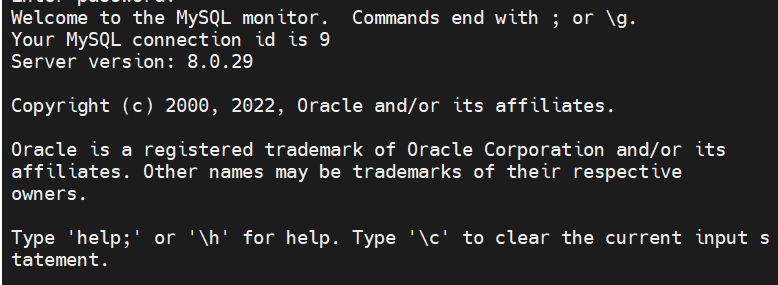 Enter password:
Welcome to the MySQL monitor.  Commands end with ; or \g.
Your MySQL connection id is 9
Server version: 8.0.29
Copyright (c) 2000, 2022, Oracle and/or its affiliates.
Oracle is a registered trademark of Oracle Corporation and/or its
affiliates. Other names may be trademarks of their respective
owners.
Type 'help;' or '\h' for help. Type '\c' to clear the current input s
tatement.